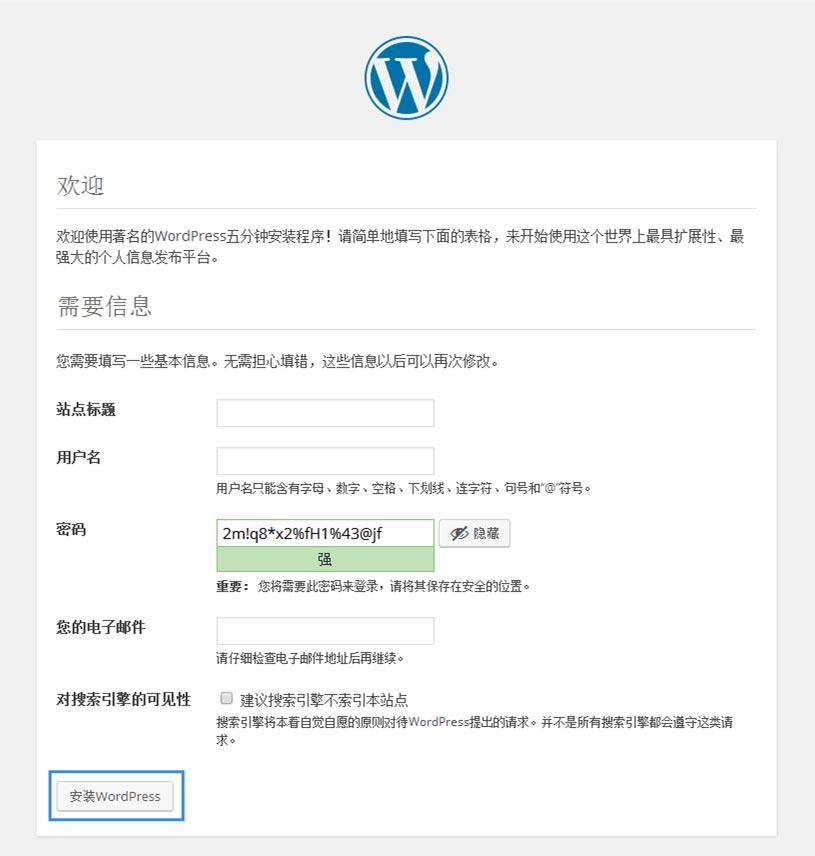 欢迎
欢迎使用著名的WordPress五分钟安装程序！请简单地填写下面的表格，来开始使用这个世界上最具扩展性、最
强大的个人信息发布平台。
需要信息
您需要填写一些基本信息。无需担心填错，这些信息以后可以再次修改。
站点标题
用户名
用户名只能含有字母、数字、空格、下划线、连字符、句号和“@”符号。
密码
2m!q8*x2%fH1%43@jf
隐藏
强
重要： 您将需要此密码来登录，请将其保存在安全的位置。
您的电子邮件
请仔细检查电子邮件地址后再继续。
对搜索引擎的可见性
建议搜索引擎不索引本站点
搜索引擎将本着自觉自愿的原则对待WordPress提出的请求。并不是所有搜索引擎都会遵守这类请
求。
安装WordPress